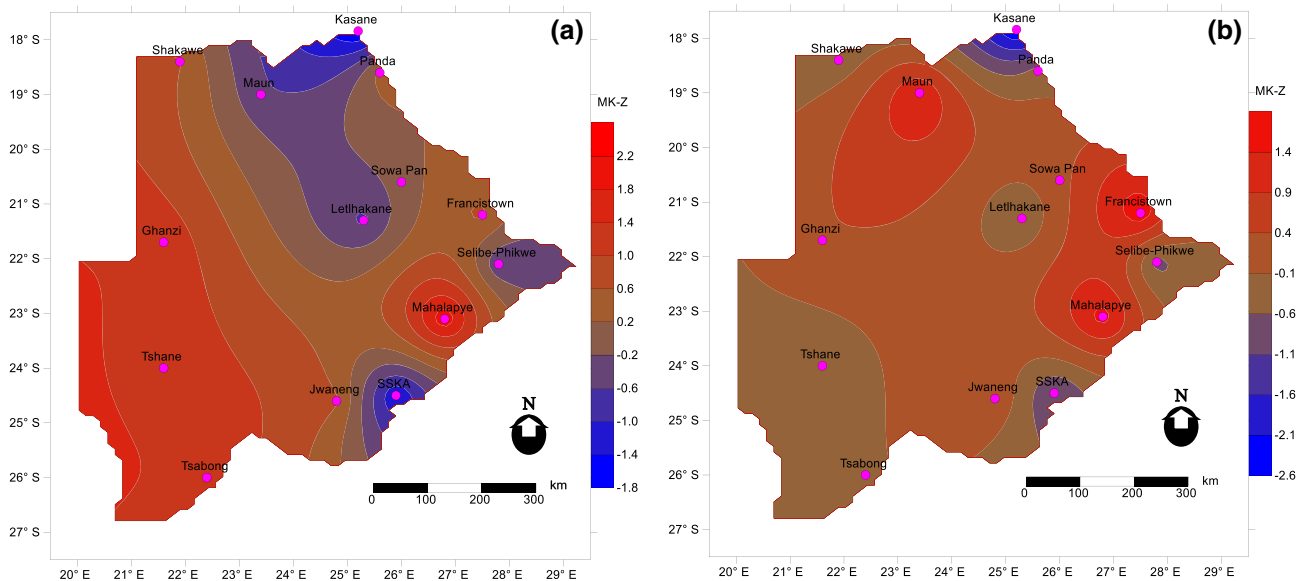 (a)
Kasane
18° S
Shakawe
Panda
Maun
19° S
MK-Z
20° S
2.2
Sowa Pan
1.8
21° S
Letlhakane
Francistown
1.4
Ghanzi
1.0
22° S
Selibe-Phikwe
0.6
23° S
Mahalapye
0.2
-0.2
24° S
Tshane
-0.6
Jwaneng
SSKA
-1.0
25° S
N
-1.4
26° S
Tsabong
-1.8
km
0 100 200 300
27° S
20° E 21° E 22° E 23° E 24° E 25° E 26° E 27° E 28° E 29° E
(b)
Kasane
18° S
Shakawe
Panda
Maun
19° S
MK-Z
20° S
1.4
Sowa Pan
0.9
21° S
Letlhakane
Francistown
0.4
Ghanzi
22° S
Selibe-Phikwe
-0.1
23° S
Mahalapye
-0.6
24° S
Tshane
-1.1
Jwaneng
SSKA
-1.6
25° S
N
-2.1
26° S
Tsabong
-2.6
km
0 100 200 300
27° S
20° E 21° E 22° E 23° E 24° E 25° E 26° E 27° E 28° E 29° E